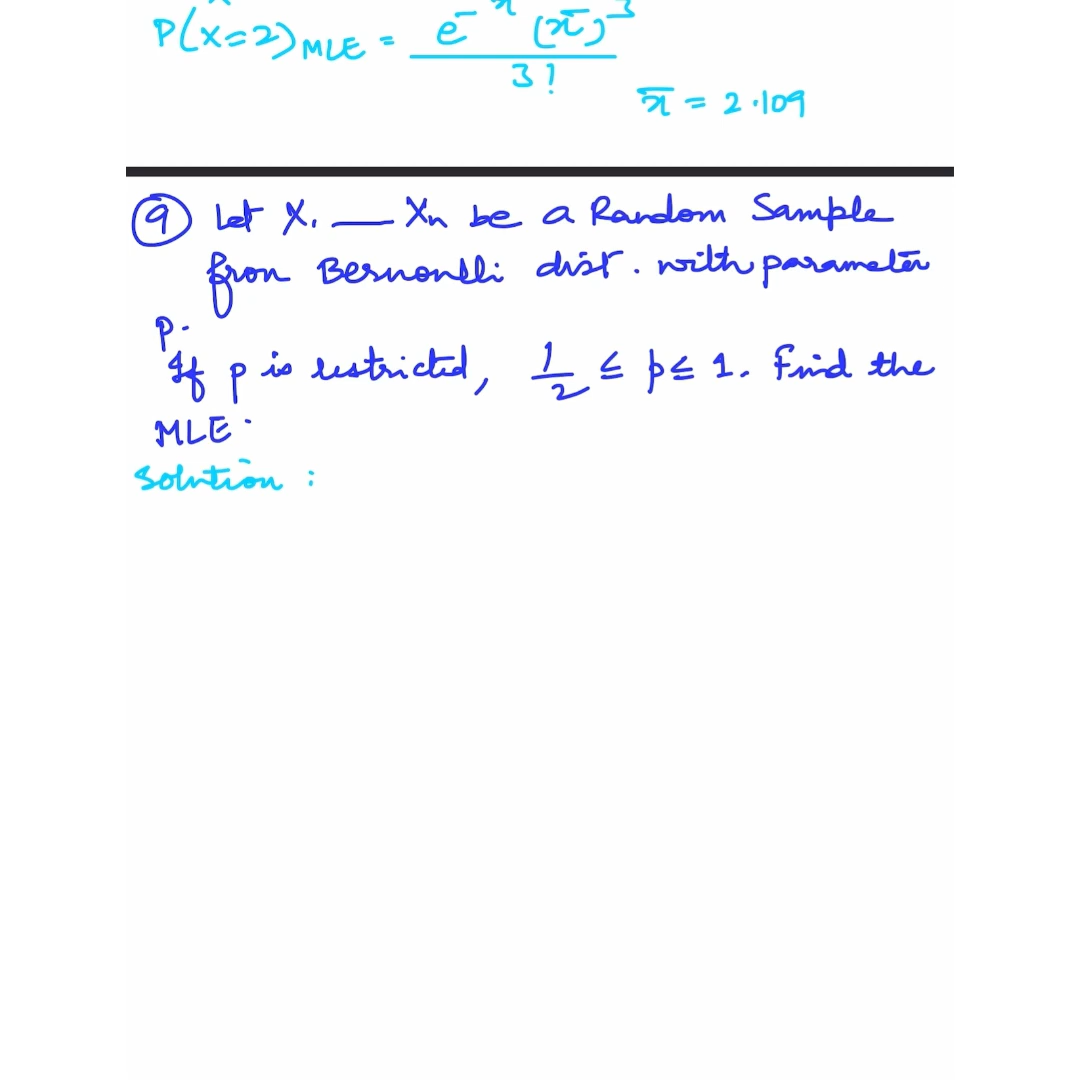 P(X=2) MLE = e^-x̄ (x̄)^3 / 3!
x̄ = 2.109
9 Let X1 — Xn be a Random Sample
from Bernoulli dist. with parameter
p.
If p is restricted, 1/2 ≤ p ≤ 1. Find the
MLE.
Solution :